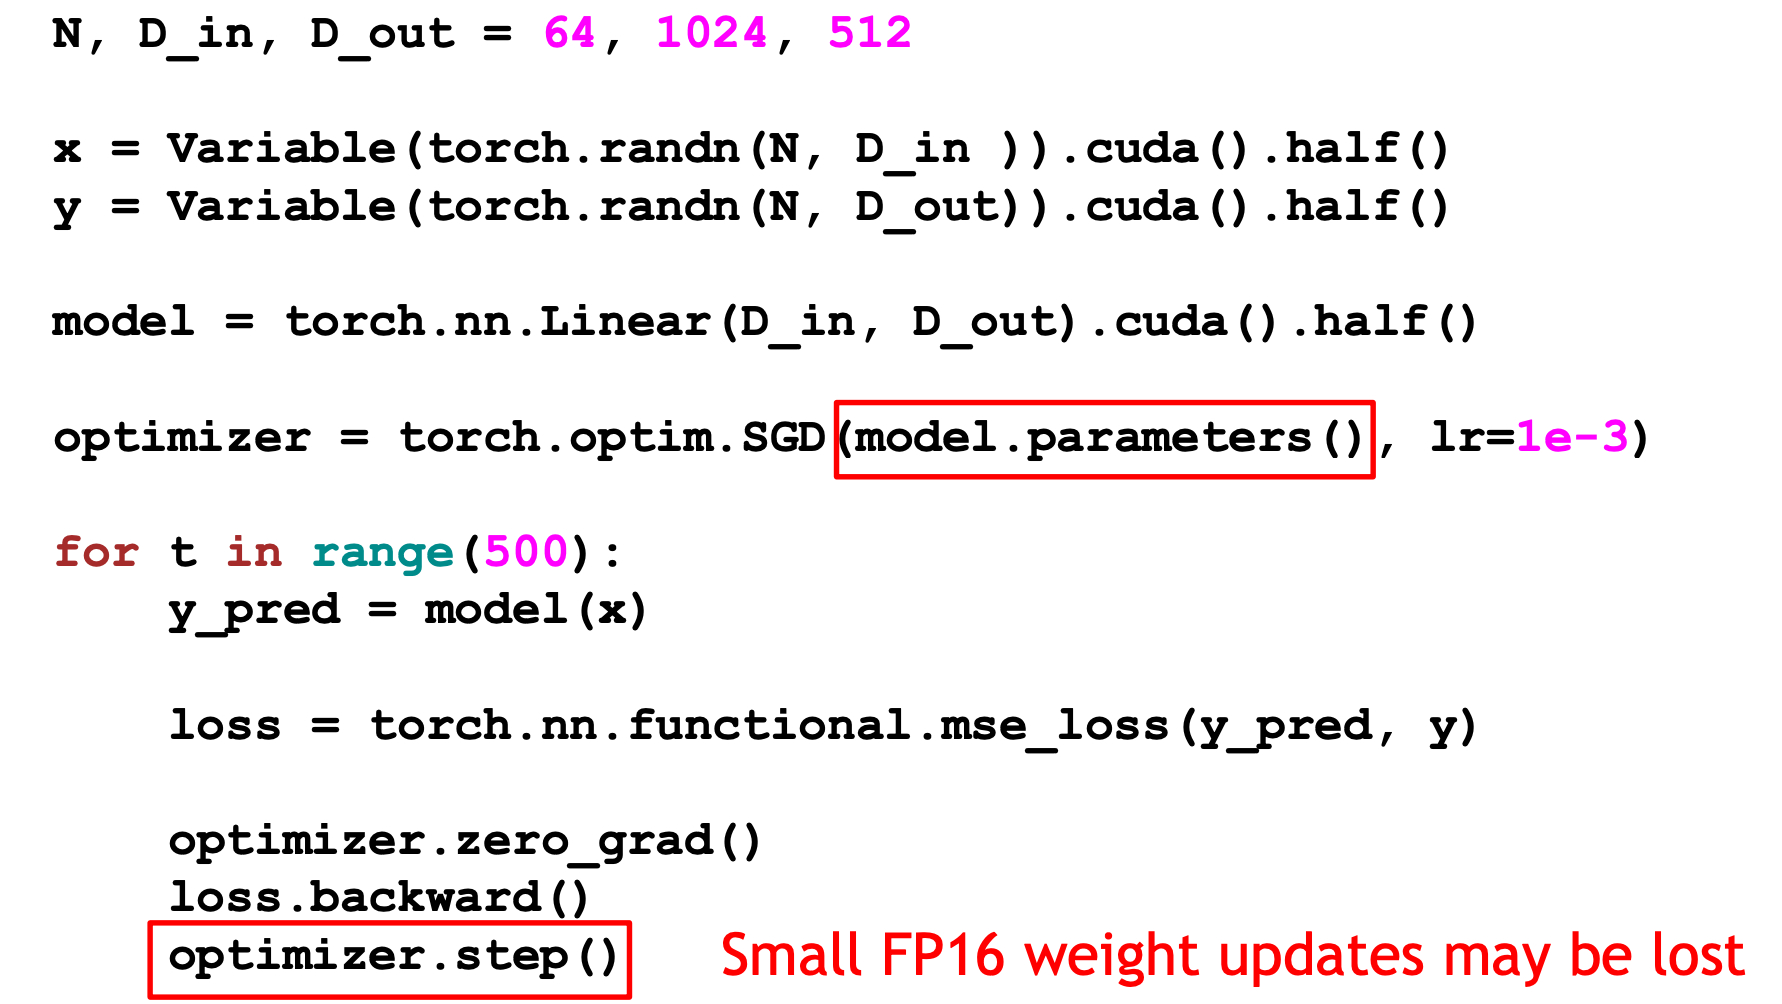 N, D_in, D_out = 64, 1024, 512
x = Variable(torch.randn(N, D_in )).cuda().half()
y = Variable(torch.randn(N, D_out)).cuda().half()
model = torch.nn.Linear(D_in, D_out).cuda().half()
optimizer = torch.optim.SGD(model.parameters(), lr=1e-3)
for t in range(500):
    y_pred = model(x)
    loss = torch.nn.functional.mse_loss(y_pred, y)
    optimizer.zero_grad()
    loss.backward()
    optimizer.step()
Small FP16 weight updates may be lost